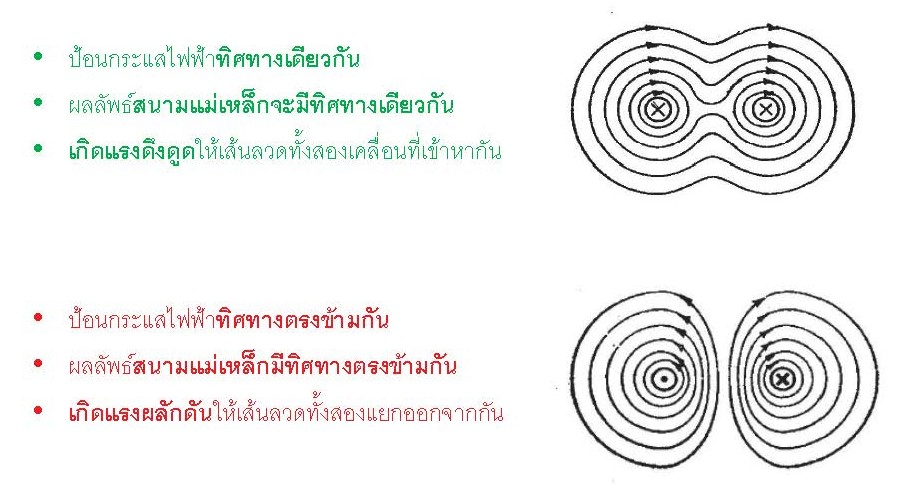 • ป้อนกระแสไฟฟ้าทิศทางเดียวกัน
• ผลลัพธ์สนามแม่เหล็กจะมีทิศทางเดียวกัน
• เกิดแรงดึงดูดให้เส้นลวดทั้งสองเคลื่อนที่เข้าหากัน
• ป้อนกระแสไฟฟ้าทิศทางตรงข้ามกัน
• ผลลัพธ์สนามแม่เหล็กมีทิศทางตรงข้ามกัน
• เกิดแรงผลักดันให้เส้นลวดทั้งสองแยกออกจากกัน